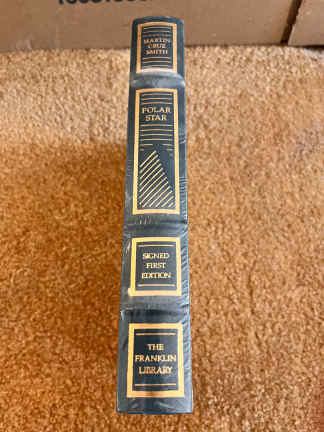 MARTIN
CRUZ
SMITH
POLAR
STAR
SIGNED
FIRST
EDITION
THE
FRANKLIN
LIBRARY